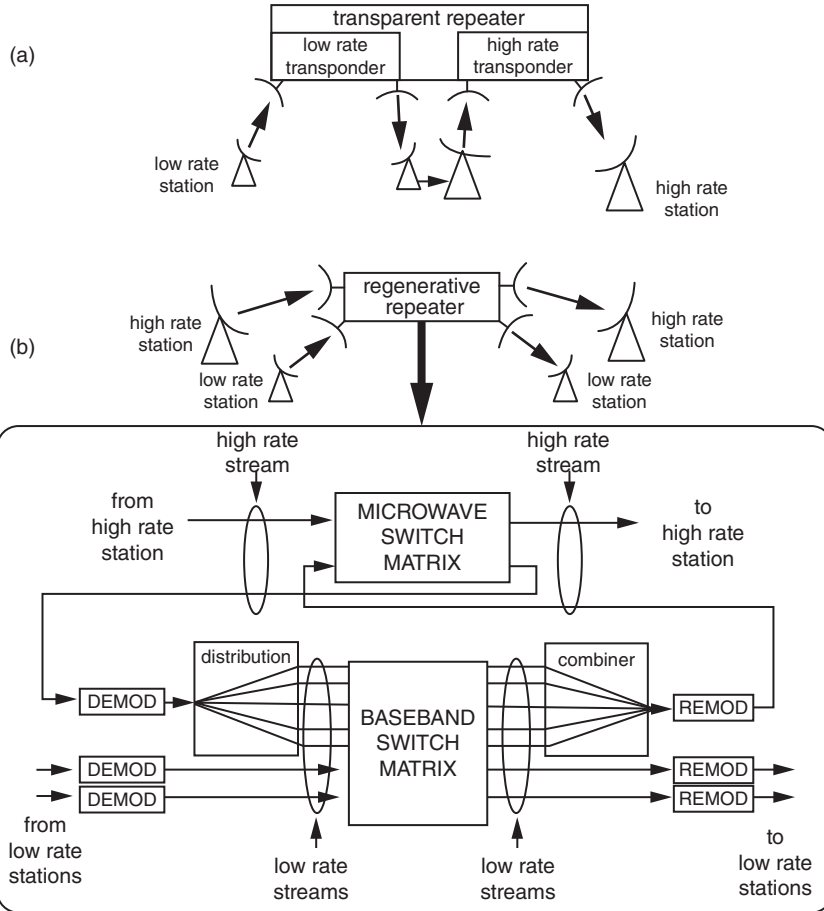 (a)
transparent repeater
low rate
transponder
high rate
transponder
low rate
station
high rate
station
(b)
regenerative
repeater
high rate
station
low rate
station
high rate
station
low rate
station
high rate
stream
high rate
stream
from
high rate
station
MICROWAVE
SWITCH
MATRIX
to
high rate
station
distribution
combiner
DEMOD
REMOD
BASEBAND
SWITCH
MATRIX
DEMOD
REMOD
DEMOD
REMOD
from
low rate
stations
low rate
streams
low rate
streams
to
low rate
stations